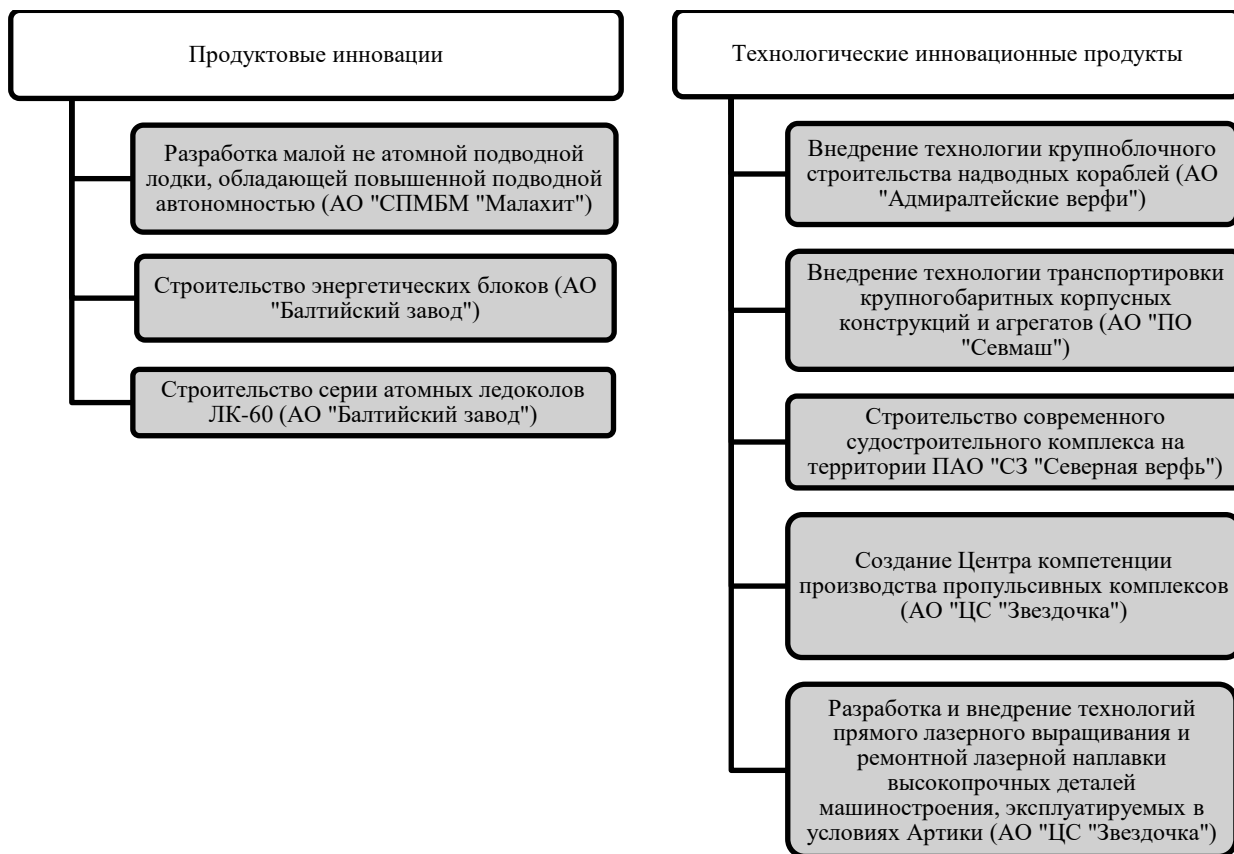 Продуктовые инновации
Разработка малой не атомной подводной
лодки, обладающей повышенной подводной
автономностью (АО "СПМБМ "Малахит")
Строительство энергетических блоков (АО
"Балтийский завод")
Строительство серии атомных ледоколов
ЛК-60 (АО "Балтийский завод")
Технологические инновационные продукты
Внедрение технологии крупноблочного
строительства надводных кораблей (АО
"Адмиралтейские верфи")
Внедрение технологии транспортировки
крупногабаритных корпусных
конструкций и агрегатов (АО "ПО
"Севмаш")
Строительство современного
судостроительного комплекса на
территории ПАО "СЗ "Северная верфь")
Создание Центра компетенции
производства пропульсивных комплексов
(АО "ЦС "Звездочка")
Разработка и внедрение технологий
прямого лазерного выращивания и
ремонтной лазерной наплавки
высокопрочных деталей
машиностроения, эксплуатируемых в
условиях Артики (АО "ЦС "Звездочка")